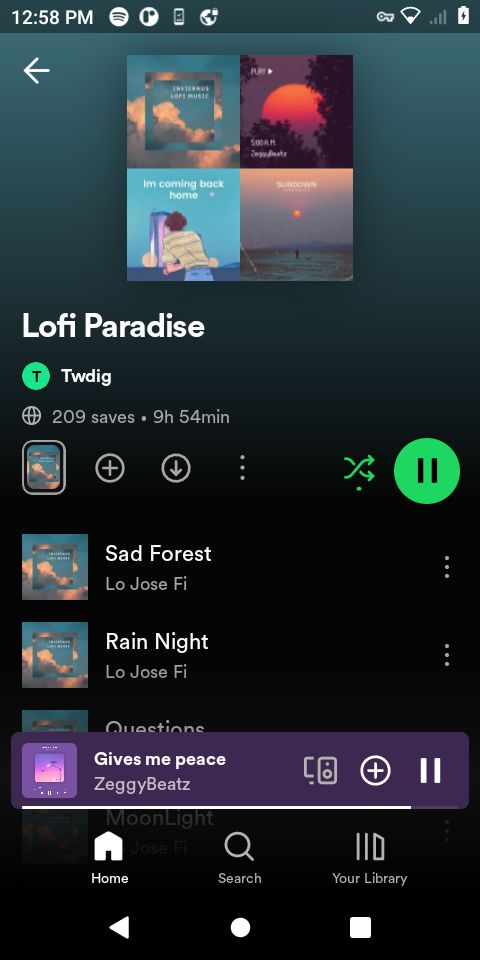 12:58 PM
INVIERNUS
LOFI MUSIC
FURY
5:00 A.M.
ZeggyBeatz
Im coming back
home
SUNDOWN
Lofi Paradise
T Twdig
209 saves • 9h 54min
Sad Forest
Lo Jose Fi
Rain Night
Lo Jose Fi
Questions
Gives me peace
ZeggyBeatz
MoonLight
Jose Fi
Home
Search
Your Library